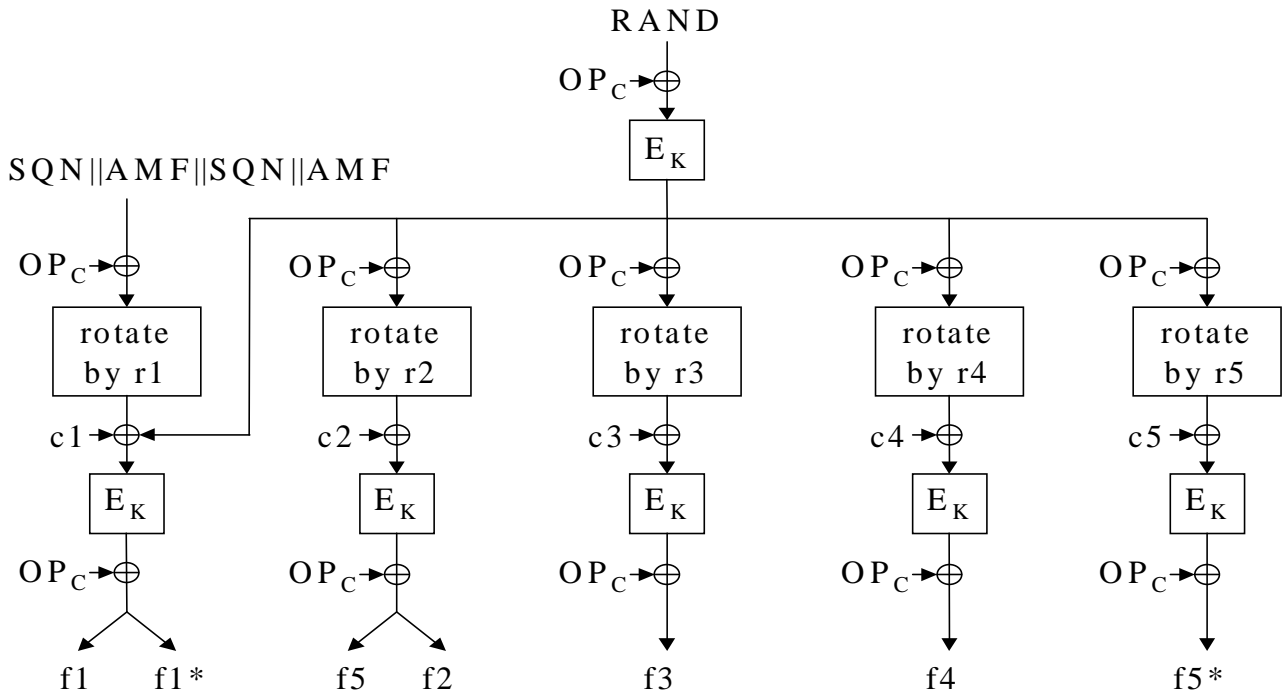 RAND
OP_C
E_K
SQN||AMF||SQN||AMF
OP_C OP_C OP_C OP_C OP_C
rotate by r1
rotate by r2
rotate by r3
rotate by r4
rotate by r5
c1 c2 c3 c4 c5
E_K E_K E_K E_K E_K
OP_C OP_C OP_C OP_C OP_C
f1 f1* f5 f2 f3 f4 f5*